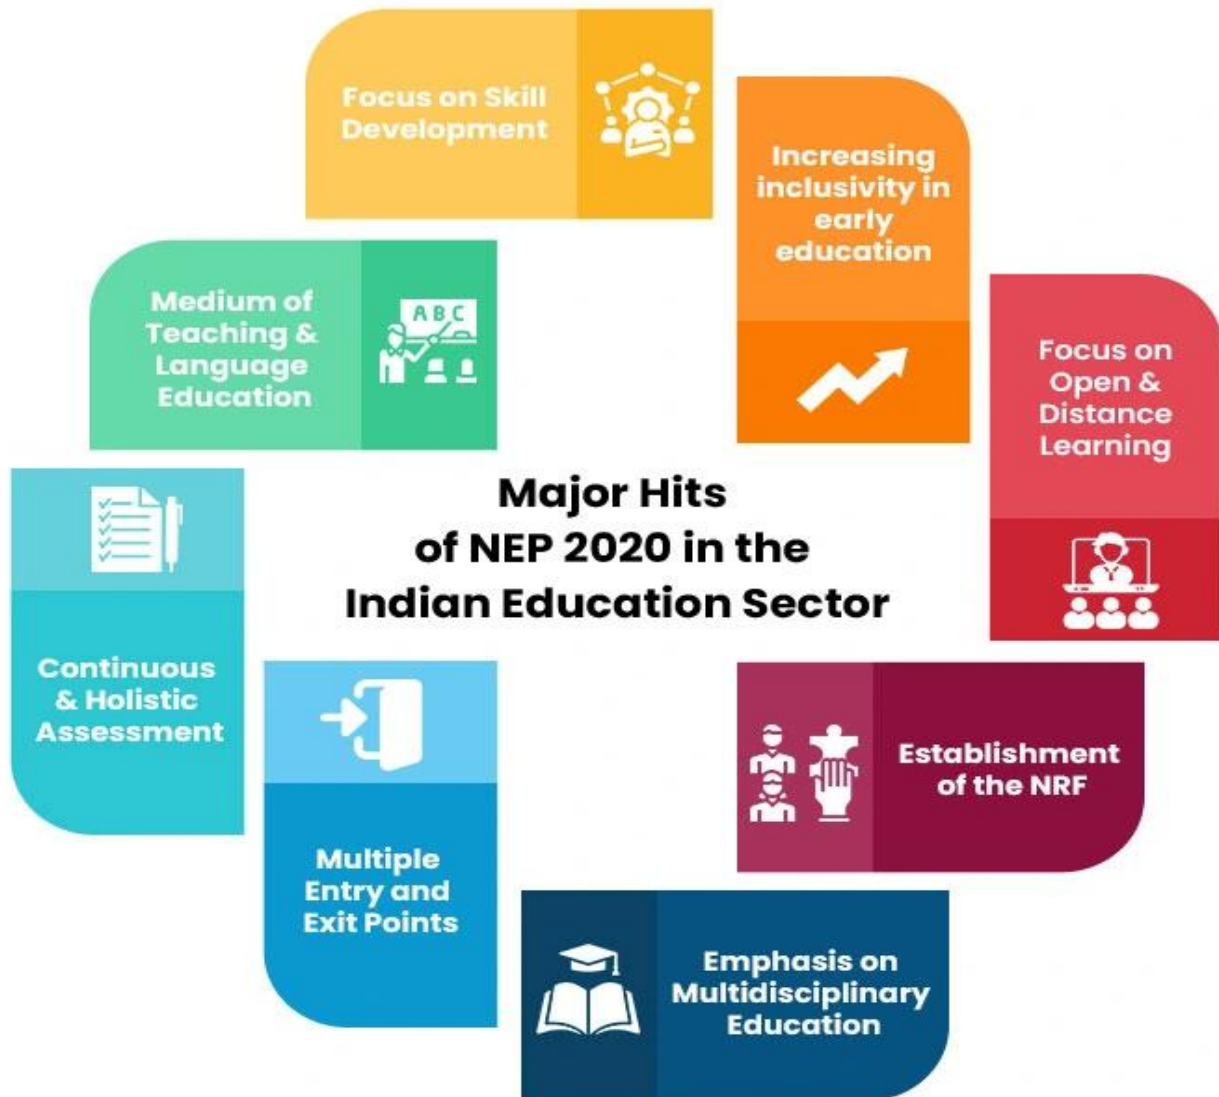 Focus on Skill
Development
Increasing
inclusivity in
early
education
Medium of
Teaching &
Language
Education
A B C
Focus on
Open &
Distance
Learning
Major Hits
of NEP 2020 in the
Indian Education Sector
Continuous
& Holistic
Assessment
Establishment
of the NRF
Multiple
Entry and
Exit Points
Emphasis on
Multidisciplinary
Education